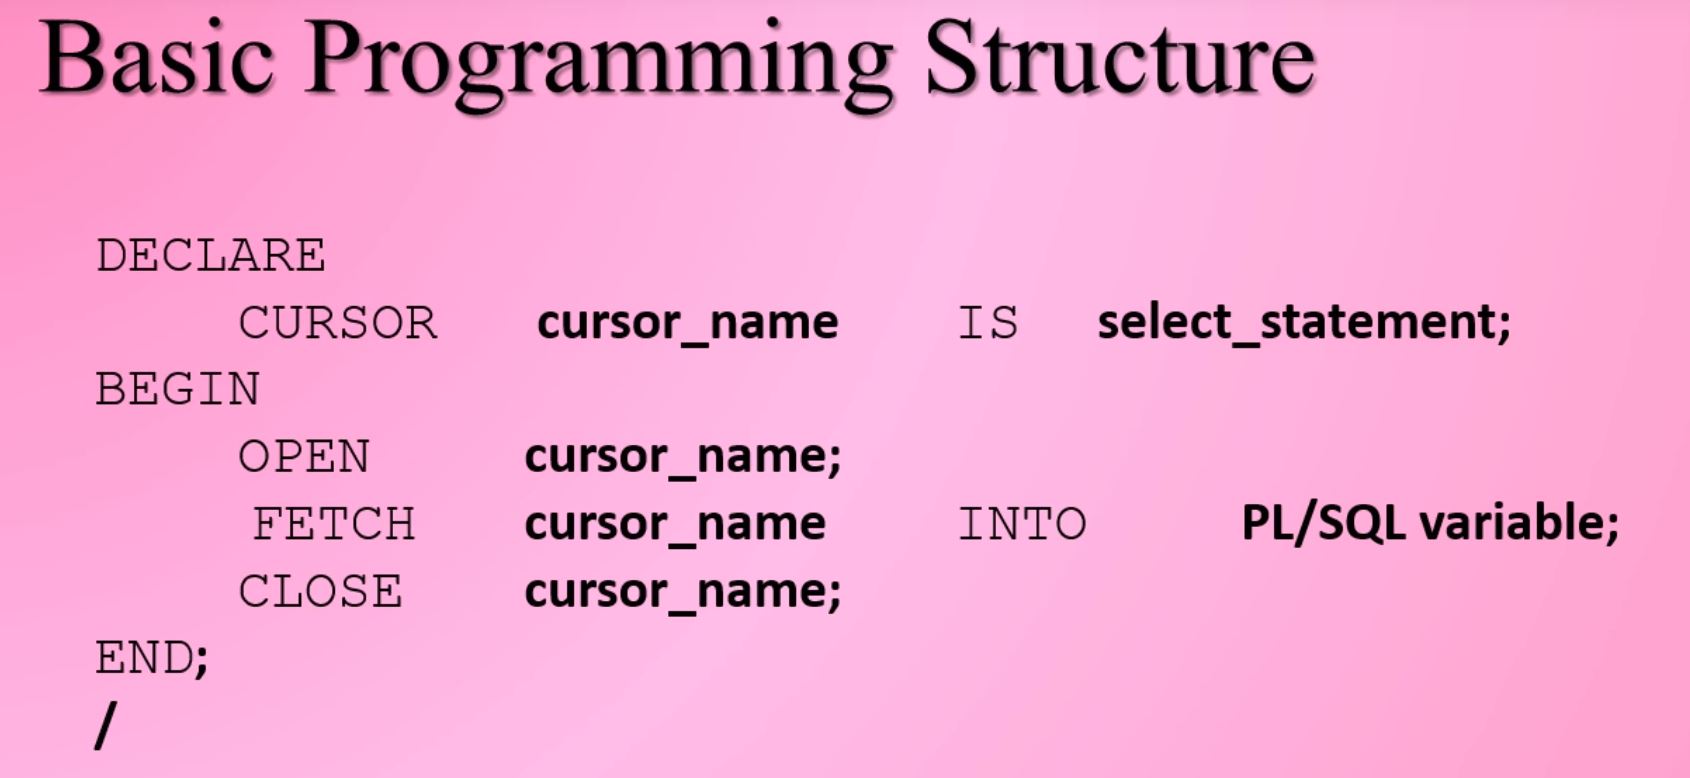 Basic Programming Structure
DECLARE
CURSOR cursor_name IS select_statement;
BEGIN
OPEN cursor_name;
FETCH cursor_name INTO PL/SQL variable;
CLOSE cursor_name;
END;
/